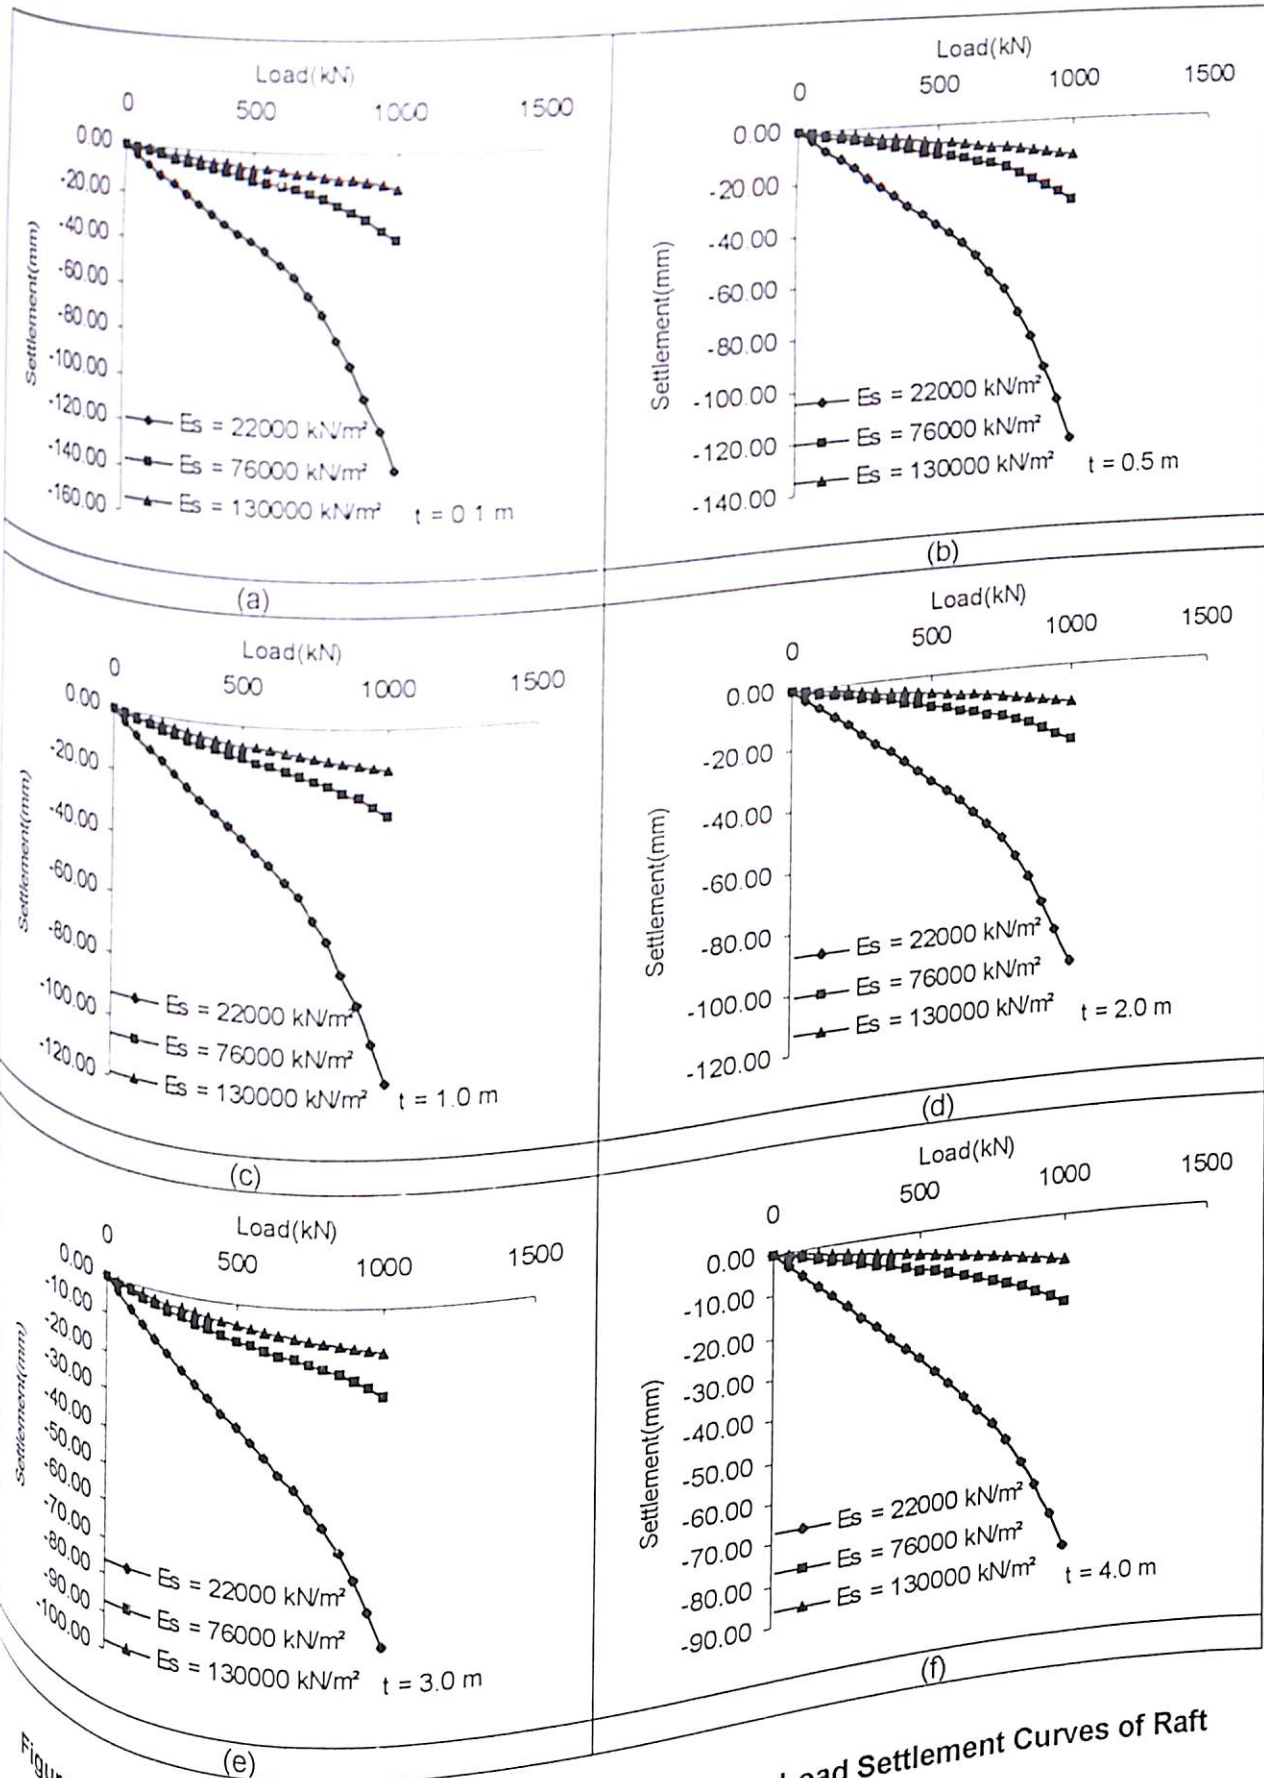 Load(kN)
0 500 1000 1500
0.00
-20.00
-40.00
-60.00
-80.00
-100.00
-120.00
-140.00
-160.00
Settlement(mm)
Es = 22000 kN/m²
Es = 76000 kN/m²
Es = 130000 kN/m²
t = 0.1 m
(a)
Load(kN)
0 500 1000 1500
0.00
-20.00
-40.00
-60.00
-80.00
-100.00
-120.00
-140.00
Settlement(mm)
Es = 22000 kN/m²
Es = 76000 kN/m²
Es = 130000 kN/m²
t = 0.5 m
(b)
Load(kN)
0 500 1000 1500
0.00
-20.00
-40.00
-60.00
-80.00
-100.00
-120.00
Settlement(mm)
Es = 22000 kN/m²
Es = 76000 kN/m²
Es = 130000 kN/m²
t = 1.0 m
(c)
Load(kN)
0 500 1000 1500
0.00
-20.00
-40.00
-60.00
-80.00
-100.00
-120.00
Settlement(mm)
Es = 22000 kN/m²
Es = 76000 kN/m²
Es = 130000 kN/m²
t = 2.0 m
(d)
Load(kN)
0 500 1000 1500
0.00
-10.00
-20.00
-30.00
-40.00
-50.00
-60.00
-70.00
-80.00
-90.00
-100.00
Settlement(mm)
Es = 22000 kN/m²
Es = 76000 kN/m²
Es = 130000 kN/m²
t = 3.0 m
(e)
Load(kN)
0 500 1000 1500
0.00
-10.00
-20.00
-30.00
-40.00
-50.00
-60.00
-70.00
-80.00
-90.00
Settlement(mm)
Es = 22000 kN/m²
Es = 76000 kN/m²
Es = 130000 kN/m²
t = 4.0 m
(f)
Settlement Curves of Raft